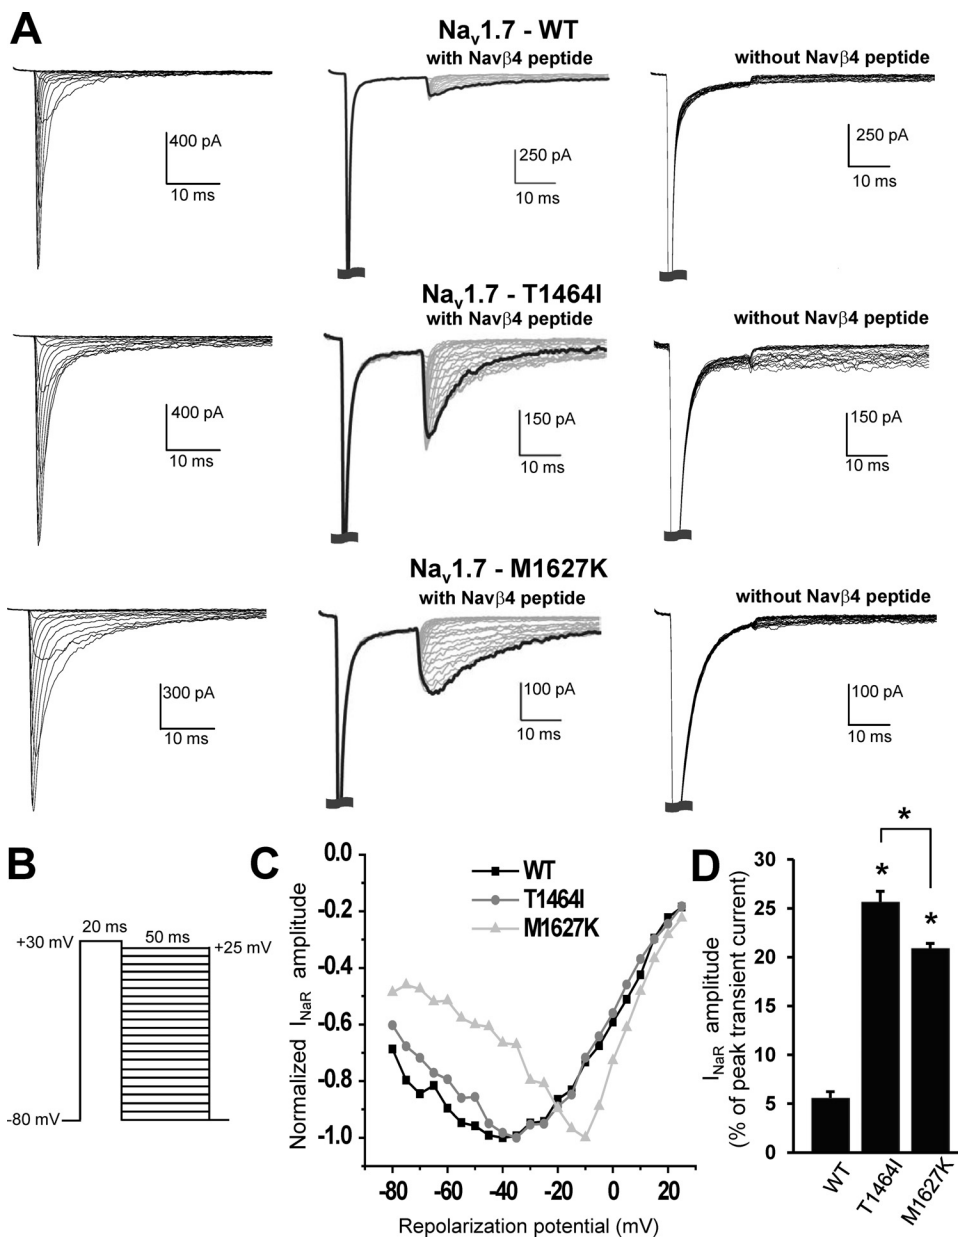 A
Nav1.7 - WT
with Navβ4 peptide
without Navβ4 peptide
400 pA
10 ms
250 pA
10 ms
250 pA
10 ms
Nav1.7 - T1464I
with Navβ4 peptide
without Navβ4 peptide
400 pA
10 ms
150 pA
10 ms
150 pA
10 ms
Nav1.7 - M1627K
with Navβ4 peptide
without Navβ4 peptide
300 pA
10 ms
100 pA
10 ms
100 pA
10 ms
B
20 ms
+30 mV
50 ms
+25 mV
-80 mV
C
Normalized INaR amplitude
0.0
-0.2
-0.4
-0.6
-0.8
-1.0
WT
T1464I
M1627K
-80 -60 -40 -20 0 20
Repolarization potential (mV)
D
INaR amplitude
(% of peak transient current)
30
25
20
15
10
5
0
*
*
*
WT
T1464I
M1627K